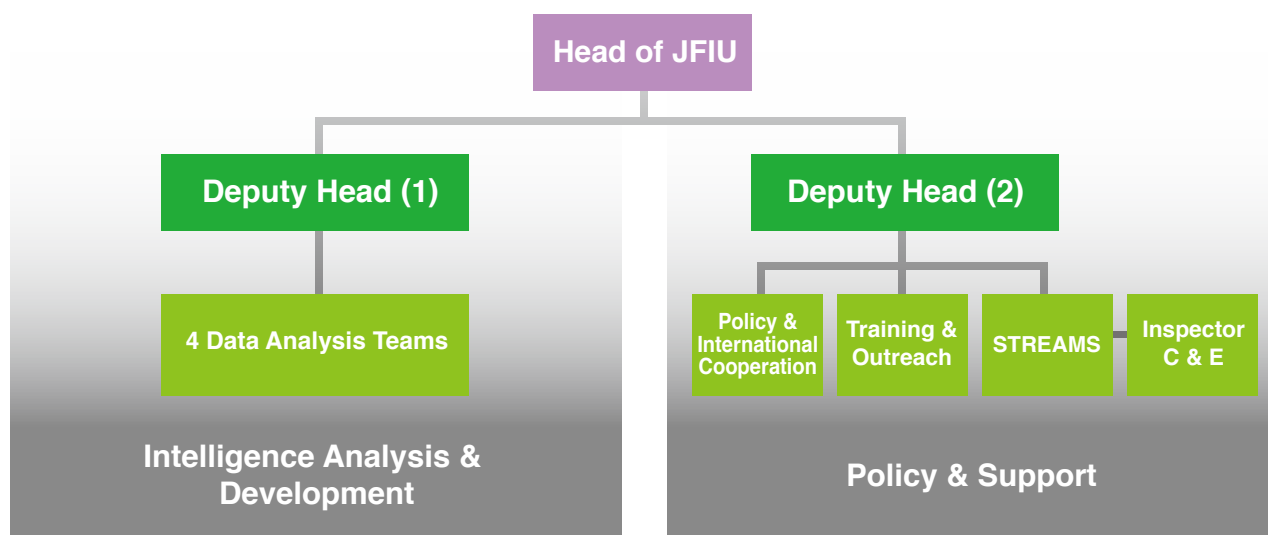 Head of JFIU
Deputy Head (1)
Deputy Head (2)
4 Data Analysis Teams
Policy &
International
Cooperation
Training &
Outreach
STREAMS
Inspector
C & E
Intelligence Analysis &
Development
Policy & Support